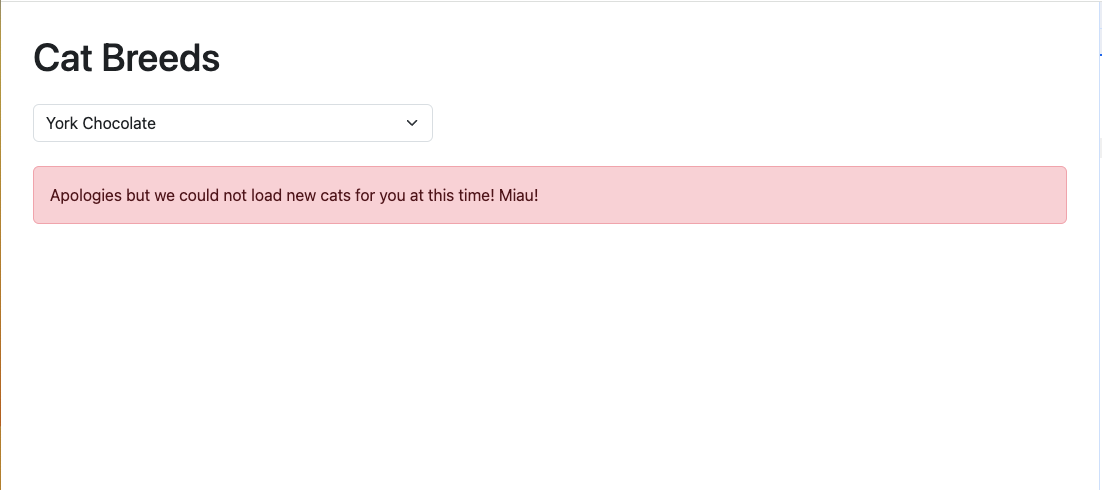 Cat Breeds
York Chocolate
Apologies but we could not load new cats for you at this time! Miau!